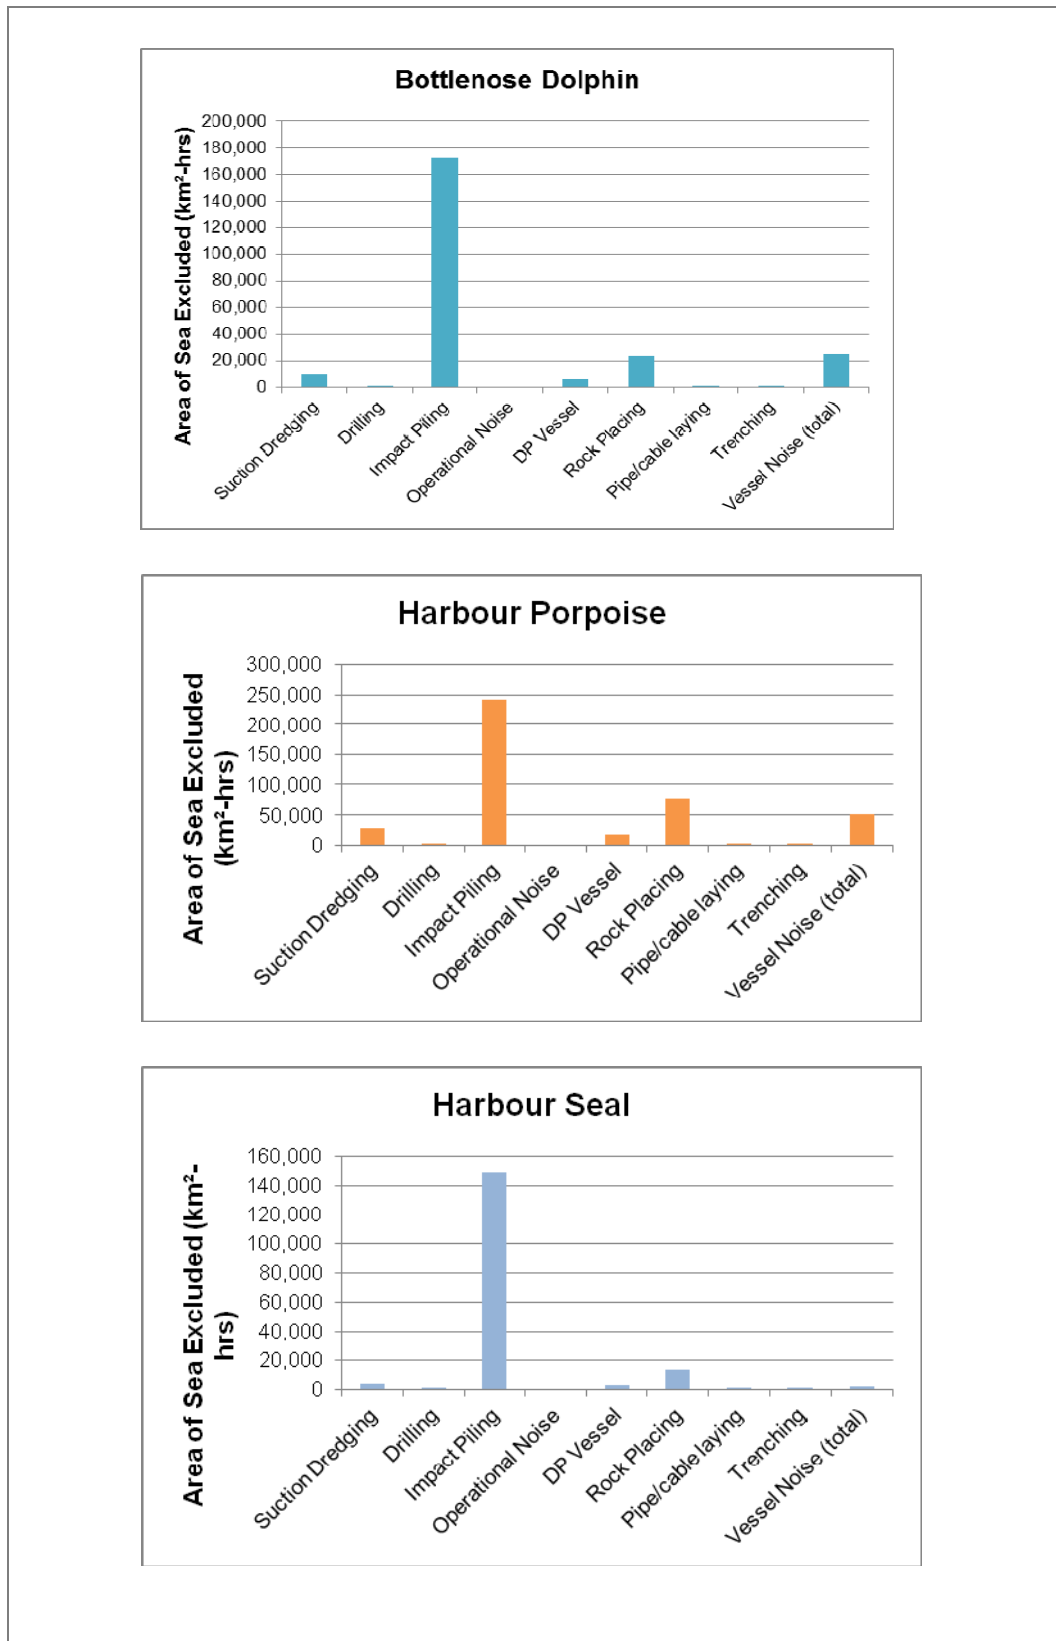 Bottlenose Dolphin
Area of Sea Excluded (km²-hrs)
200,000
180,000
160,000
140,000
120,000
100,000
80,000
60,000
40,000
20,000
0
Suction Dredging
Drilling
Impact Piling
Operational Noise
DP Vessel
Rock Placing
Pipe/cable laying
Trenching
Vessel Noise (total)
Harbour Porpoise
Area of Sea Excluded
(km²-hrs)
300,000
250,000
200,000
150,000
100,000
50,000
0
Suction Dredging
Drilling
Impact Piling
Operational Noise
DP Vessel
Rock Placing
Pipe/cable laying
Trenching
Vessel Noise (total)
Harbour Seal
Area of Sea Excluded (km²-
hrs)
160,000
140,000
120,000
100,000
80,000
60,000
40,000
20,000
0
Suction Dredging
Drilling
Impact Piling
Operational Noise
DP Vessel
Rock Placing
Pipe/cable laying
Trenching
Vessel Noise (total)